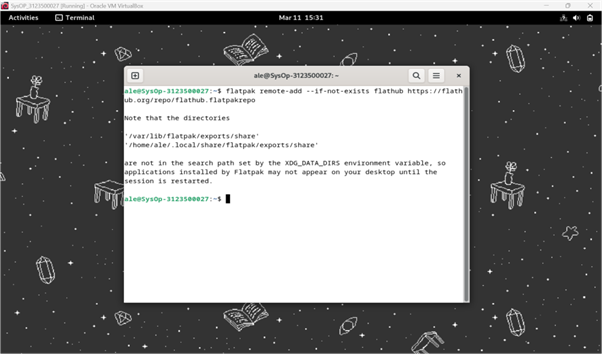 SysOP_3123500027 [Running] - Oracle VM VirtualBox
Activities Terminal Mar 11 15:31
ale@SysOp-3123500027: ~
ale@SysOp-3123500027:~$ flatpak remote-add --if-not-exists flathub https://flath
ub.org/repo/flathub.flatpakrepo
Note that the directories
'/var/lib/flatpak/exports/share'
'/home/ale/.local/share/flatpak/exports/share'
are not in the search path set by the XDG_DATA_DIRS environment variable, so
applications installed by Flatpak may not appear on your desktop until the
session is restarted.
ale@SysOp-3123500027:~$